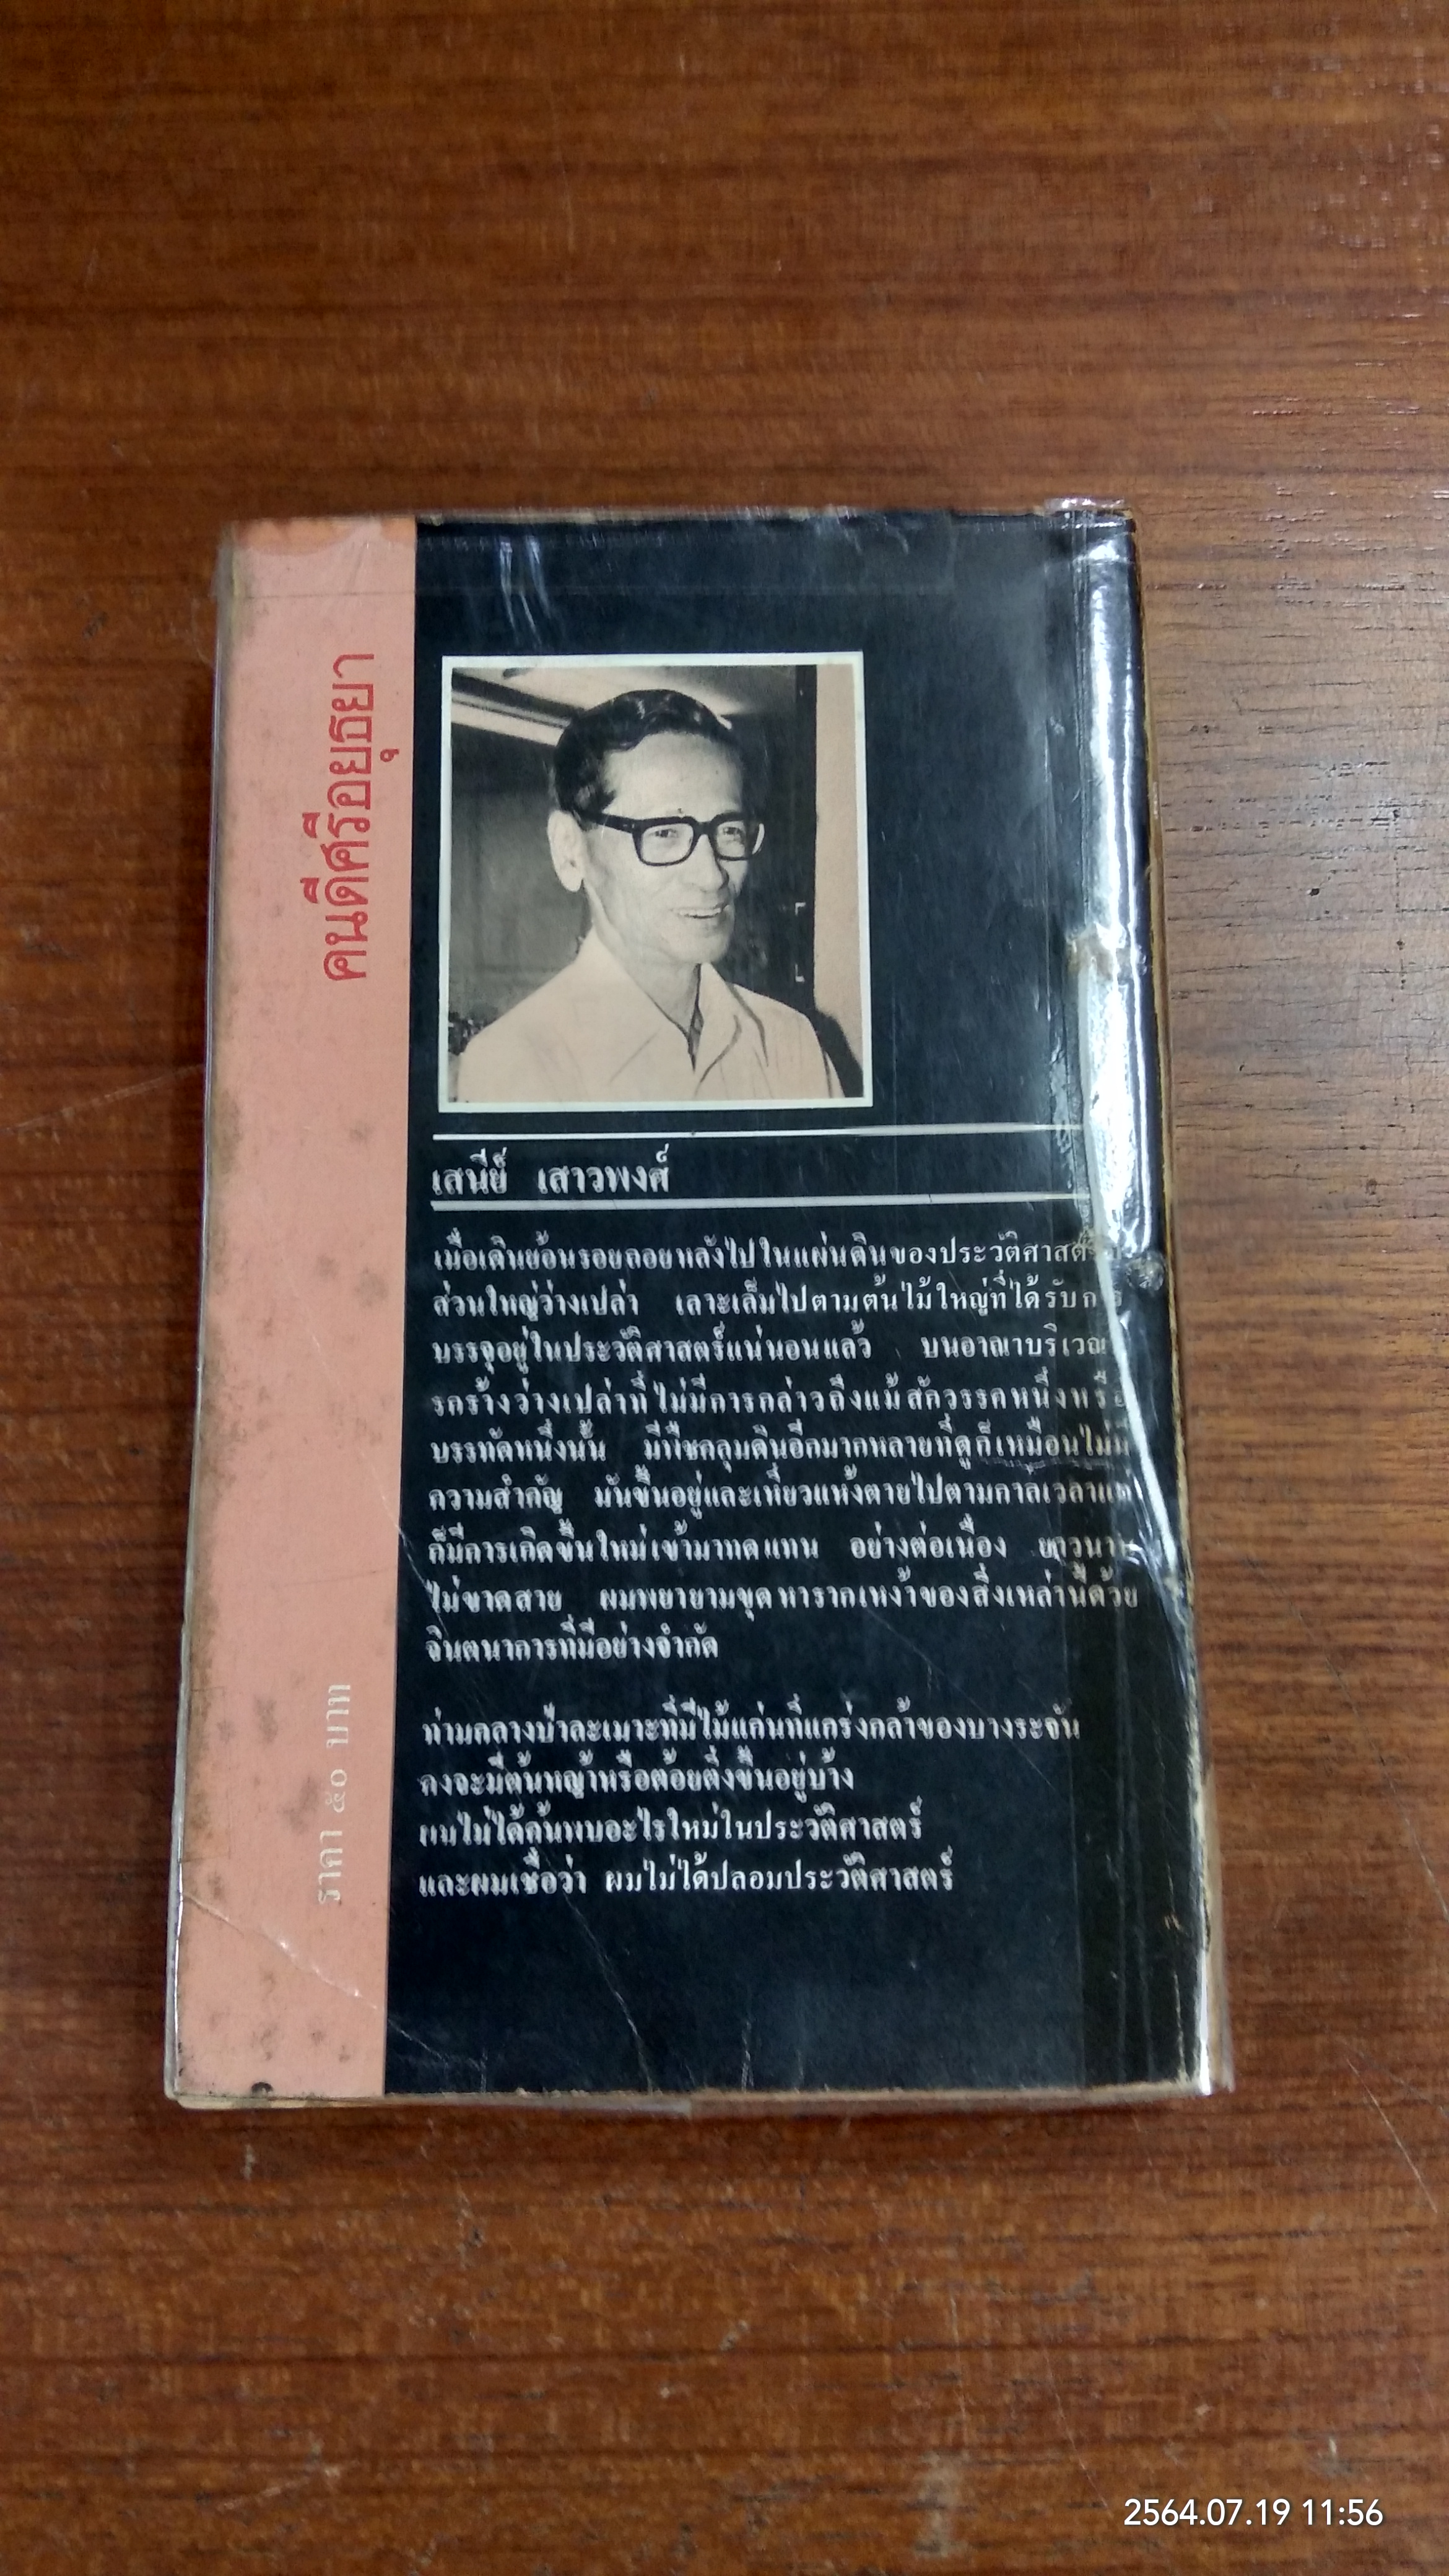 คนดีศรีอยุธยา
ราคา ๕๐ บาท
เสนีย์ เสาวพงศ์
เมื่อเดินย้อนรอยถอยหลังไปในแผ่นดินของประวัติศาสตร์
ส่วนใหญ่ว่างเปล่า เลาะเล็มไปตามต้นไม้ใหญ่ที่ได้รับการ
บรรจุอยู่ในประวัติศาสตร์แน่นอนแล้ว บนอาณาบริเวณ
รกร้างว่างเปล่าที่ไม่มีการกล่าวถึงแม้สักวรรคหนึ่งหรือ
บรรทัดหนึ่งนั้น มีพืชคลุมดินอีกมากหลายที่ดูก็เหมือนไม่มี
ความสำคัญ มันขึ้นอยู่และเหี่ยวแห้งตายไปตามกาลเวลาแต่
ก็มีการเกิดขึ้นใหม่เข้ามาทดแทน อย่างต่อเนื่อง ยาวนาน
ไม่ขาดสาย ผมพยายามขุดหารากเหง้าของสิ่งเหล่านี้ด้วย
จินตนาการที่มีอย่างจำกัด
ท่ามกลางป่าละเมาะที่มีไม้แก่นที่แกร่งกล้าของบางระจัน
คงจะมีต้นหญ้าหรือต้อยติ่งขึ้นอยู่บ้าง
ผมไม่ได้ค้นพบอะไรใหม่ในประวัติศาสตร์
และผมเชื่อว่า ผมไม่ได้ปลอมประวัติศาสตร์
2564.07.19 11:56